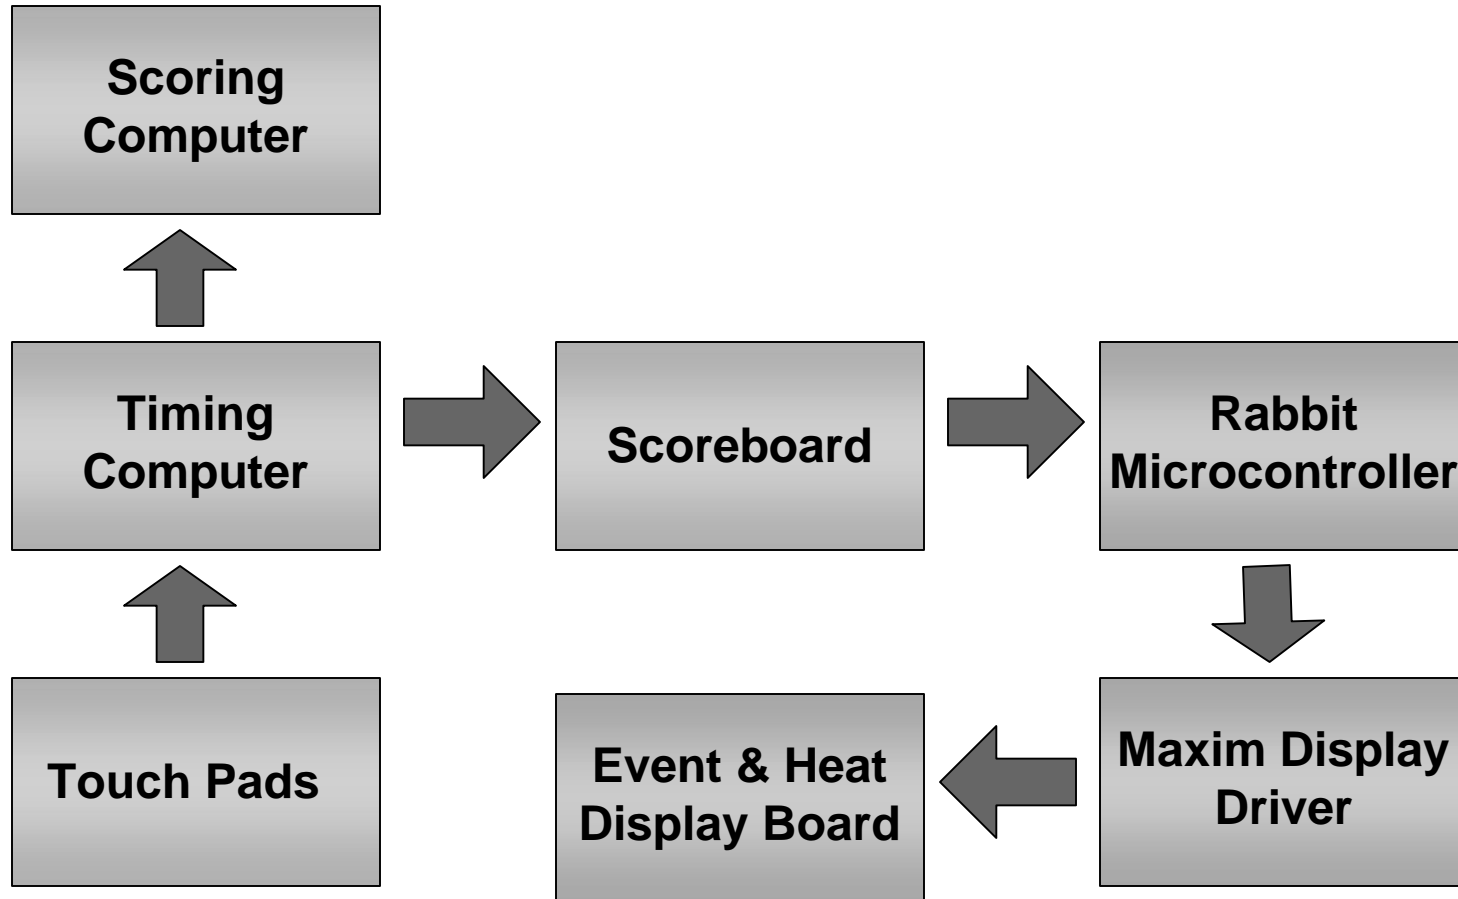 Scoring
Computer
Timing
Computer
Scoreboard
Rabbit
Microcontroller
Touch Pads
Event & Heat
Display Board
Maxim Display
Driver